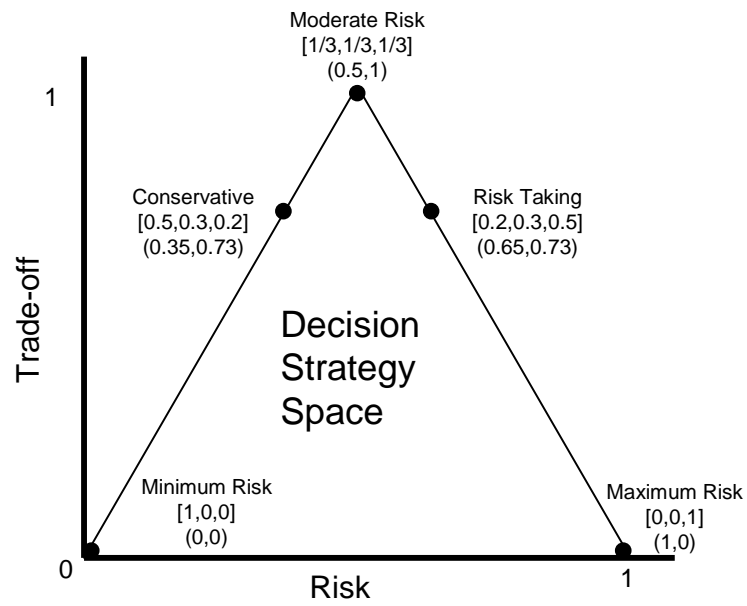 Moderate Risk
[1/3,1/3,1/3]
(0.5,1)
1
Conservative
[0.5,0.3,0.2]
(0.35,0.73)
Risk Taking
[0.2,0.3,0.5]
(0.65,0.73)
Trade-off
Decision
Strategy
Space
Minimum Risk
[1,0,0]
(0,0)
Maximum Risk
[0,0,1]
(1,0)
0
Risk
1